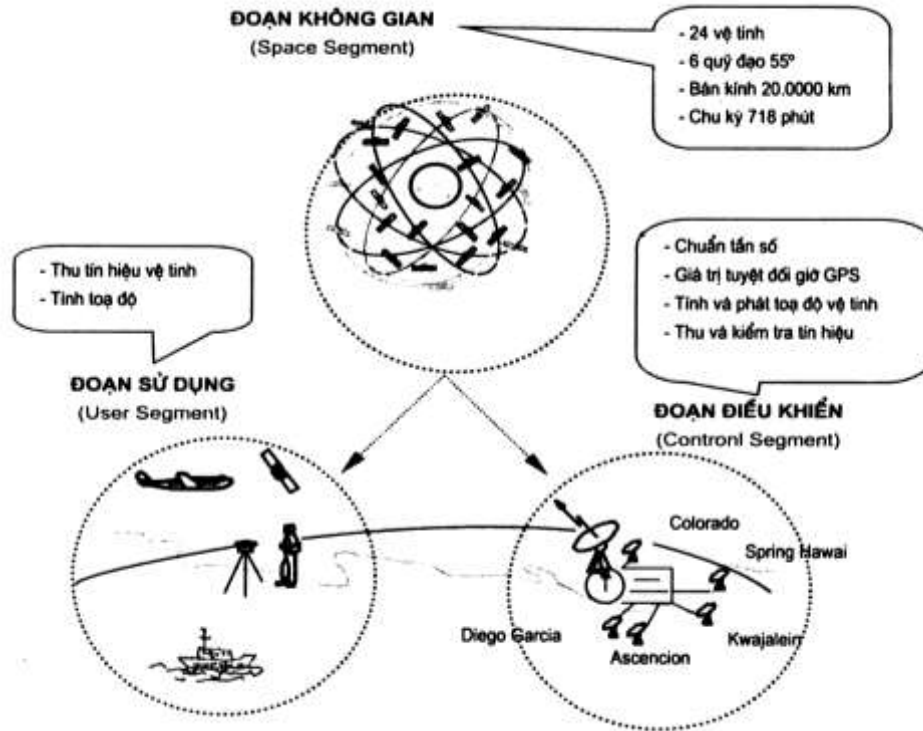 ĐOẠN KHÔNG GIAN
(Space Segment)
- 24 vệ tinh
- 6 quỹ đạo 55º
- Bán kính 20.0000 km
- Chu kỳ 718 phút
- Thu tín hiệu vệ tinh
- Tính toạ độ
- Chuẩn tần số
- Giá trị tuyệt đối giờ GPS
- Tính và phát toạ độ vệ tinh
- Thu và kiểm tra tín hiệu
ĐOẠN SỬ DỤNG
(User Segment)
ĐOẠN ĐIỀU KHIỂN
(Contronl Segment)
Colorado
Spring Hawai
Diego Garcia
Ascencion
Kwajalein